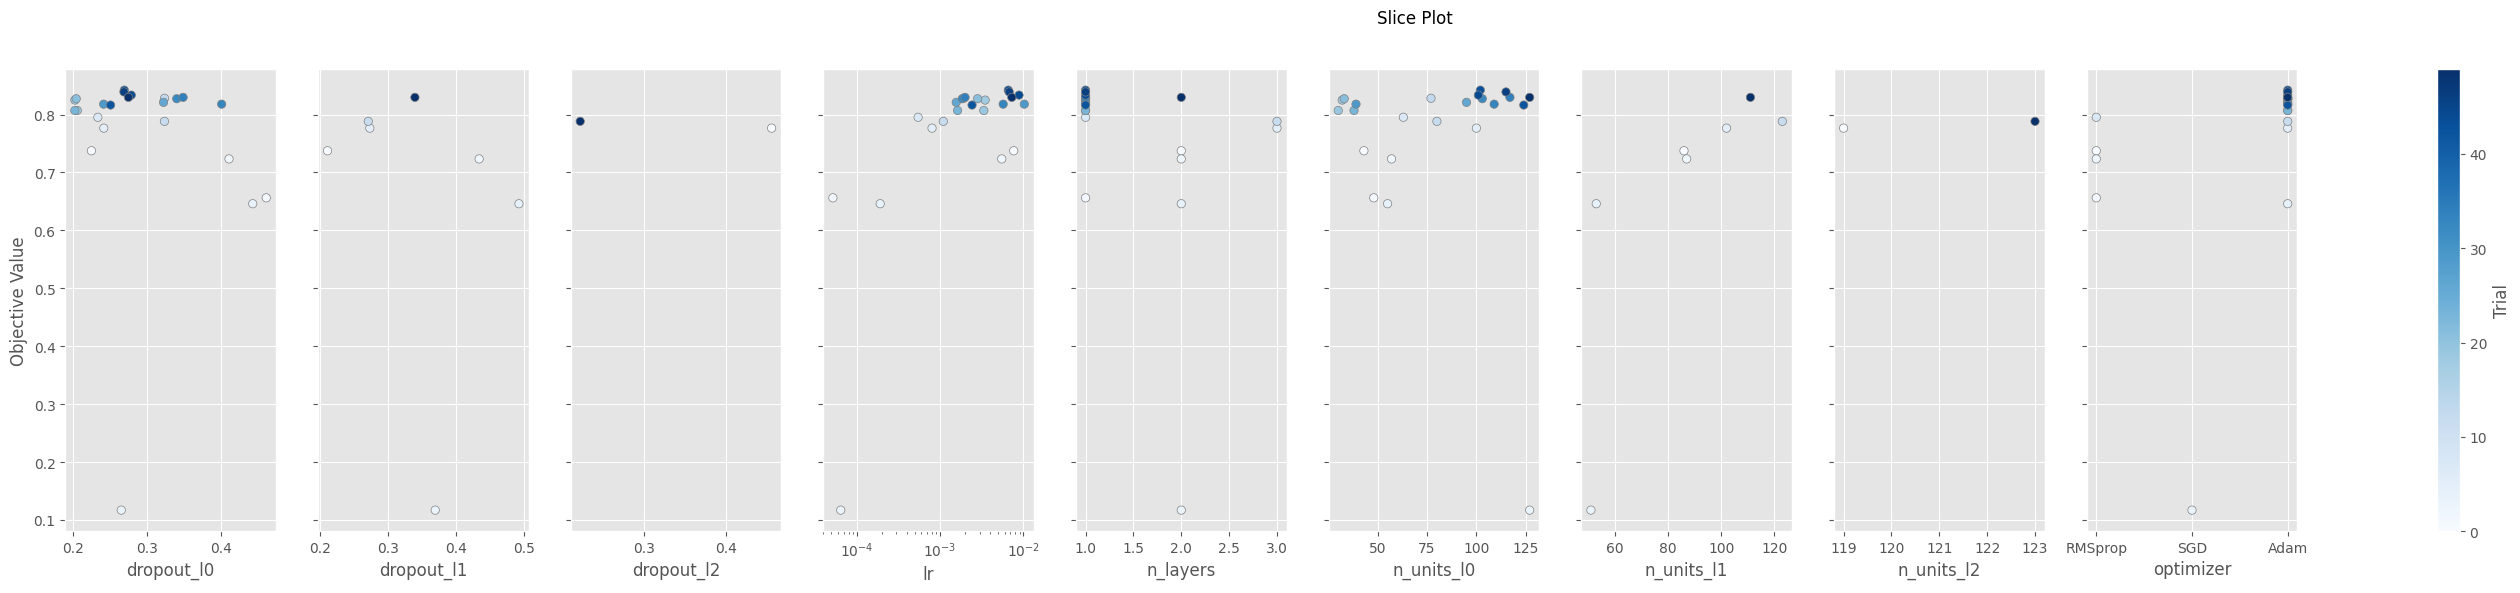 Slice Plot
Objective Value
0.8
0.7
0.6
0.5
0.4
0.3
0.2
0.1
0.2 0.3 0.4
dropout_l0
0.2 0.3 0.4 0.5
dropout_l1
0.3 0.4
dropout_l2
10⁻⁴ 10⁻³ 10⁻²
lr
1.0 1.5 2.0 2.5 3.0
n_layers
50 75 100 125
n_units_l0
60 80 100 120
n_units_l1
119 120 121 122 123
n_units_l2
RMSprop SGD Adam
optimizer
40
30
20
10
0
Trial